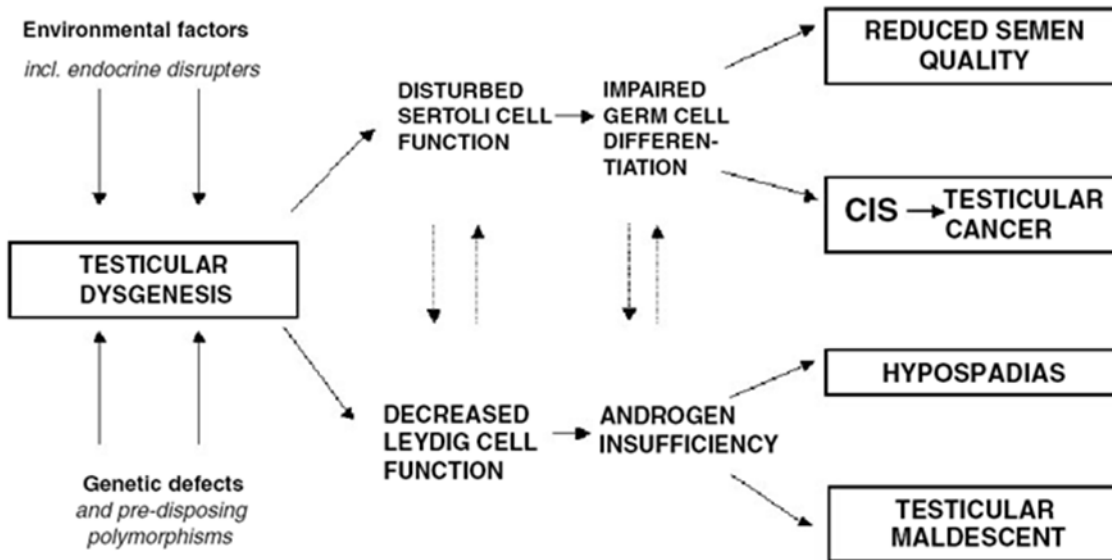 Environmental factors
incl. endocrine disrupters
TESTICULAR
DYSGENESIS
Genetic defects
and pre-disposing
polymorphisms
DISTURBED
SERTOLI CELL
FUNCTION
IMPAIRED
GERM CELL
DIFFEREN-
TIATION
DECREASED
LEYDIG CELL
FUNCTION
ANDROGEN
INSUFFICIENCY
REDUCED SEMEN
QUALITY
CIS TESTICULAR
CANCER
HYPOSPADIAS
TESTICULAR
MALDESCENT